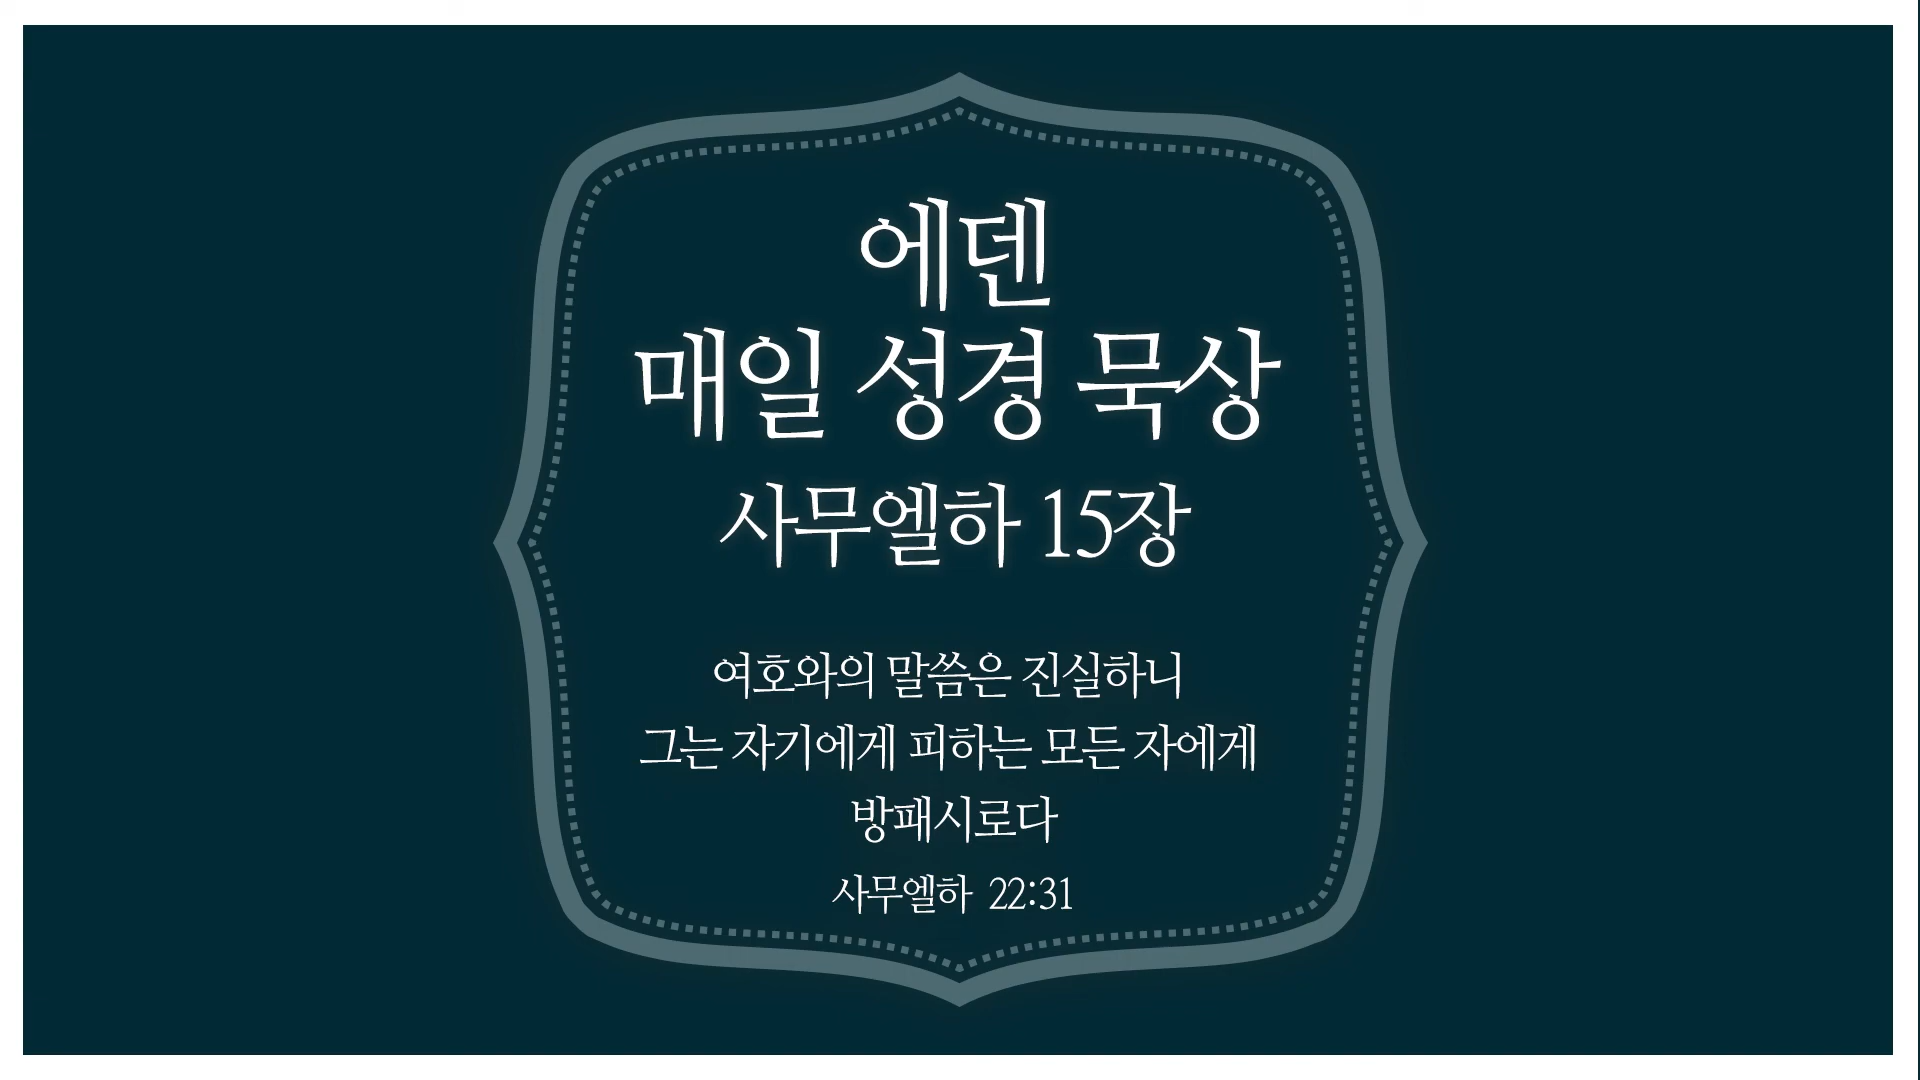 에덴
매일 성경 묵상
사무엘하 15장
여호와의 말씀은 진실하니
그는 자기에게 피하는 모든 자에게
방패시로다
사무엘하 22:31